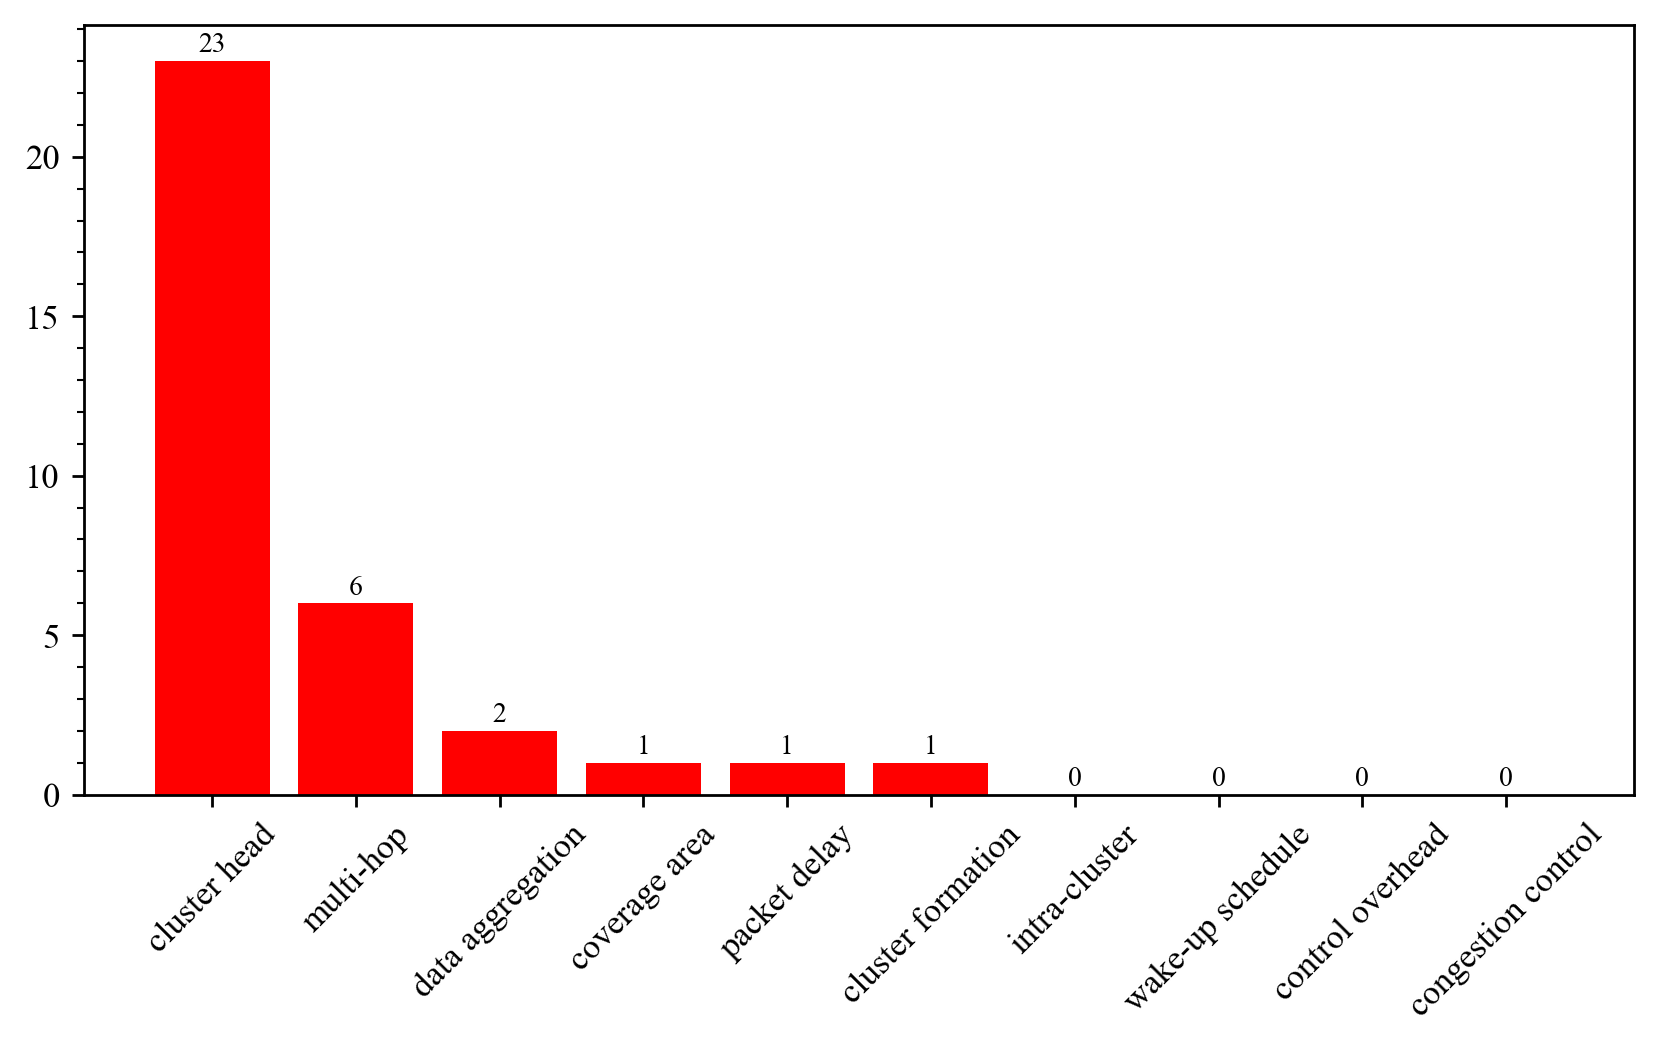 23
20
15
10
6
5
2
1
1
1
0
0
0
0
0
cluster head
multi-hop
data aggregation
coverage area
packet delay
cluster formation
intra-cluster
wake-up schedule
control overhead
congestion control